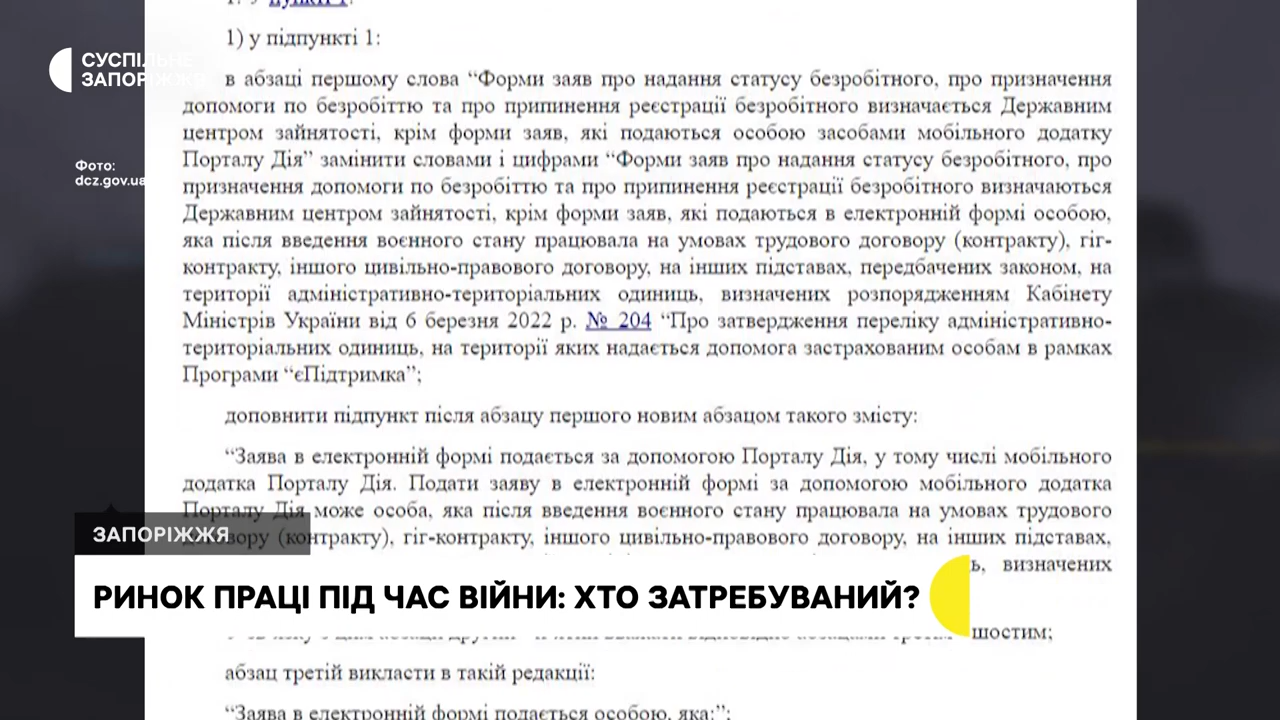 1. У пункті 1:
1) у підпункті 1:
СУСПІЛЬНЕ
ЗАПОРІЖЖЯ
в абзаці першому слова “Форми заяв про надання статусу безробітного, про призначення
допомоги по безробіттю та про припинення реєстрації безробітного визначається Державним
центром зайнятості, крім форми заяв, які подаються особою засобами мобільного додатку
Порталу Дія” замінити словами і цифрами “Форми заяв про надання статусу безробітного, про
призначення допомоги по безробіттю та про припинення реєстрації безробітного визначаються
Державним центром зайнятості, крім форми заяв, які подаються в електронній формі особою,
яка після введення воєнного стану працювала на умовах трудового договору (контракту), гіг-
контракту, іншого цивільно-правового договору, на інших підставах, передбачених законом, на
території адміністративно-територіальних одиниць, визначених розпорядженням Кабінету
Міністрів України від 6 березня 2022 р. № 204 “Про затвердження переліку адміністративно-
територіальних одиниць, на території яких надається допомога застрахованим особам в рамках
Програми “єПідтримка”;
Фото:
dcz.gov.ua
доповнити підпункт після абзацу першого новим абзацом такого змісту:
“Заява в електронній формі подається за допомогою Порталу Дія, у тому числі мобільного
додатка Порталу Дія. Подати заяву в електронній формі за допомогою мобільного додатка
Порталу Дія може особа, яка після введення воєнного стану працювала на умовах трудового
договору (контракту), гіг-контракту, іншого цивільно-правового договору, на інших підставах,
визначених
ЗАПОРІЖЖЯ
РИНОК ПРАЦІ ПІД ЧАС ВІЙНИ: ХТО ЗАТРЕБУВАНИЙ?
шостим;
абзац третій викласти в такій редакції:
“Заява в електронній формі подається особою, яка:”;